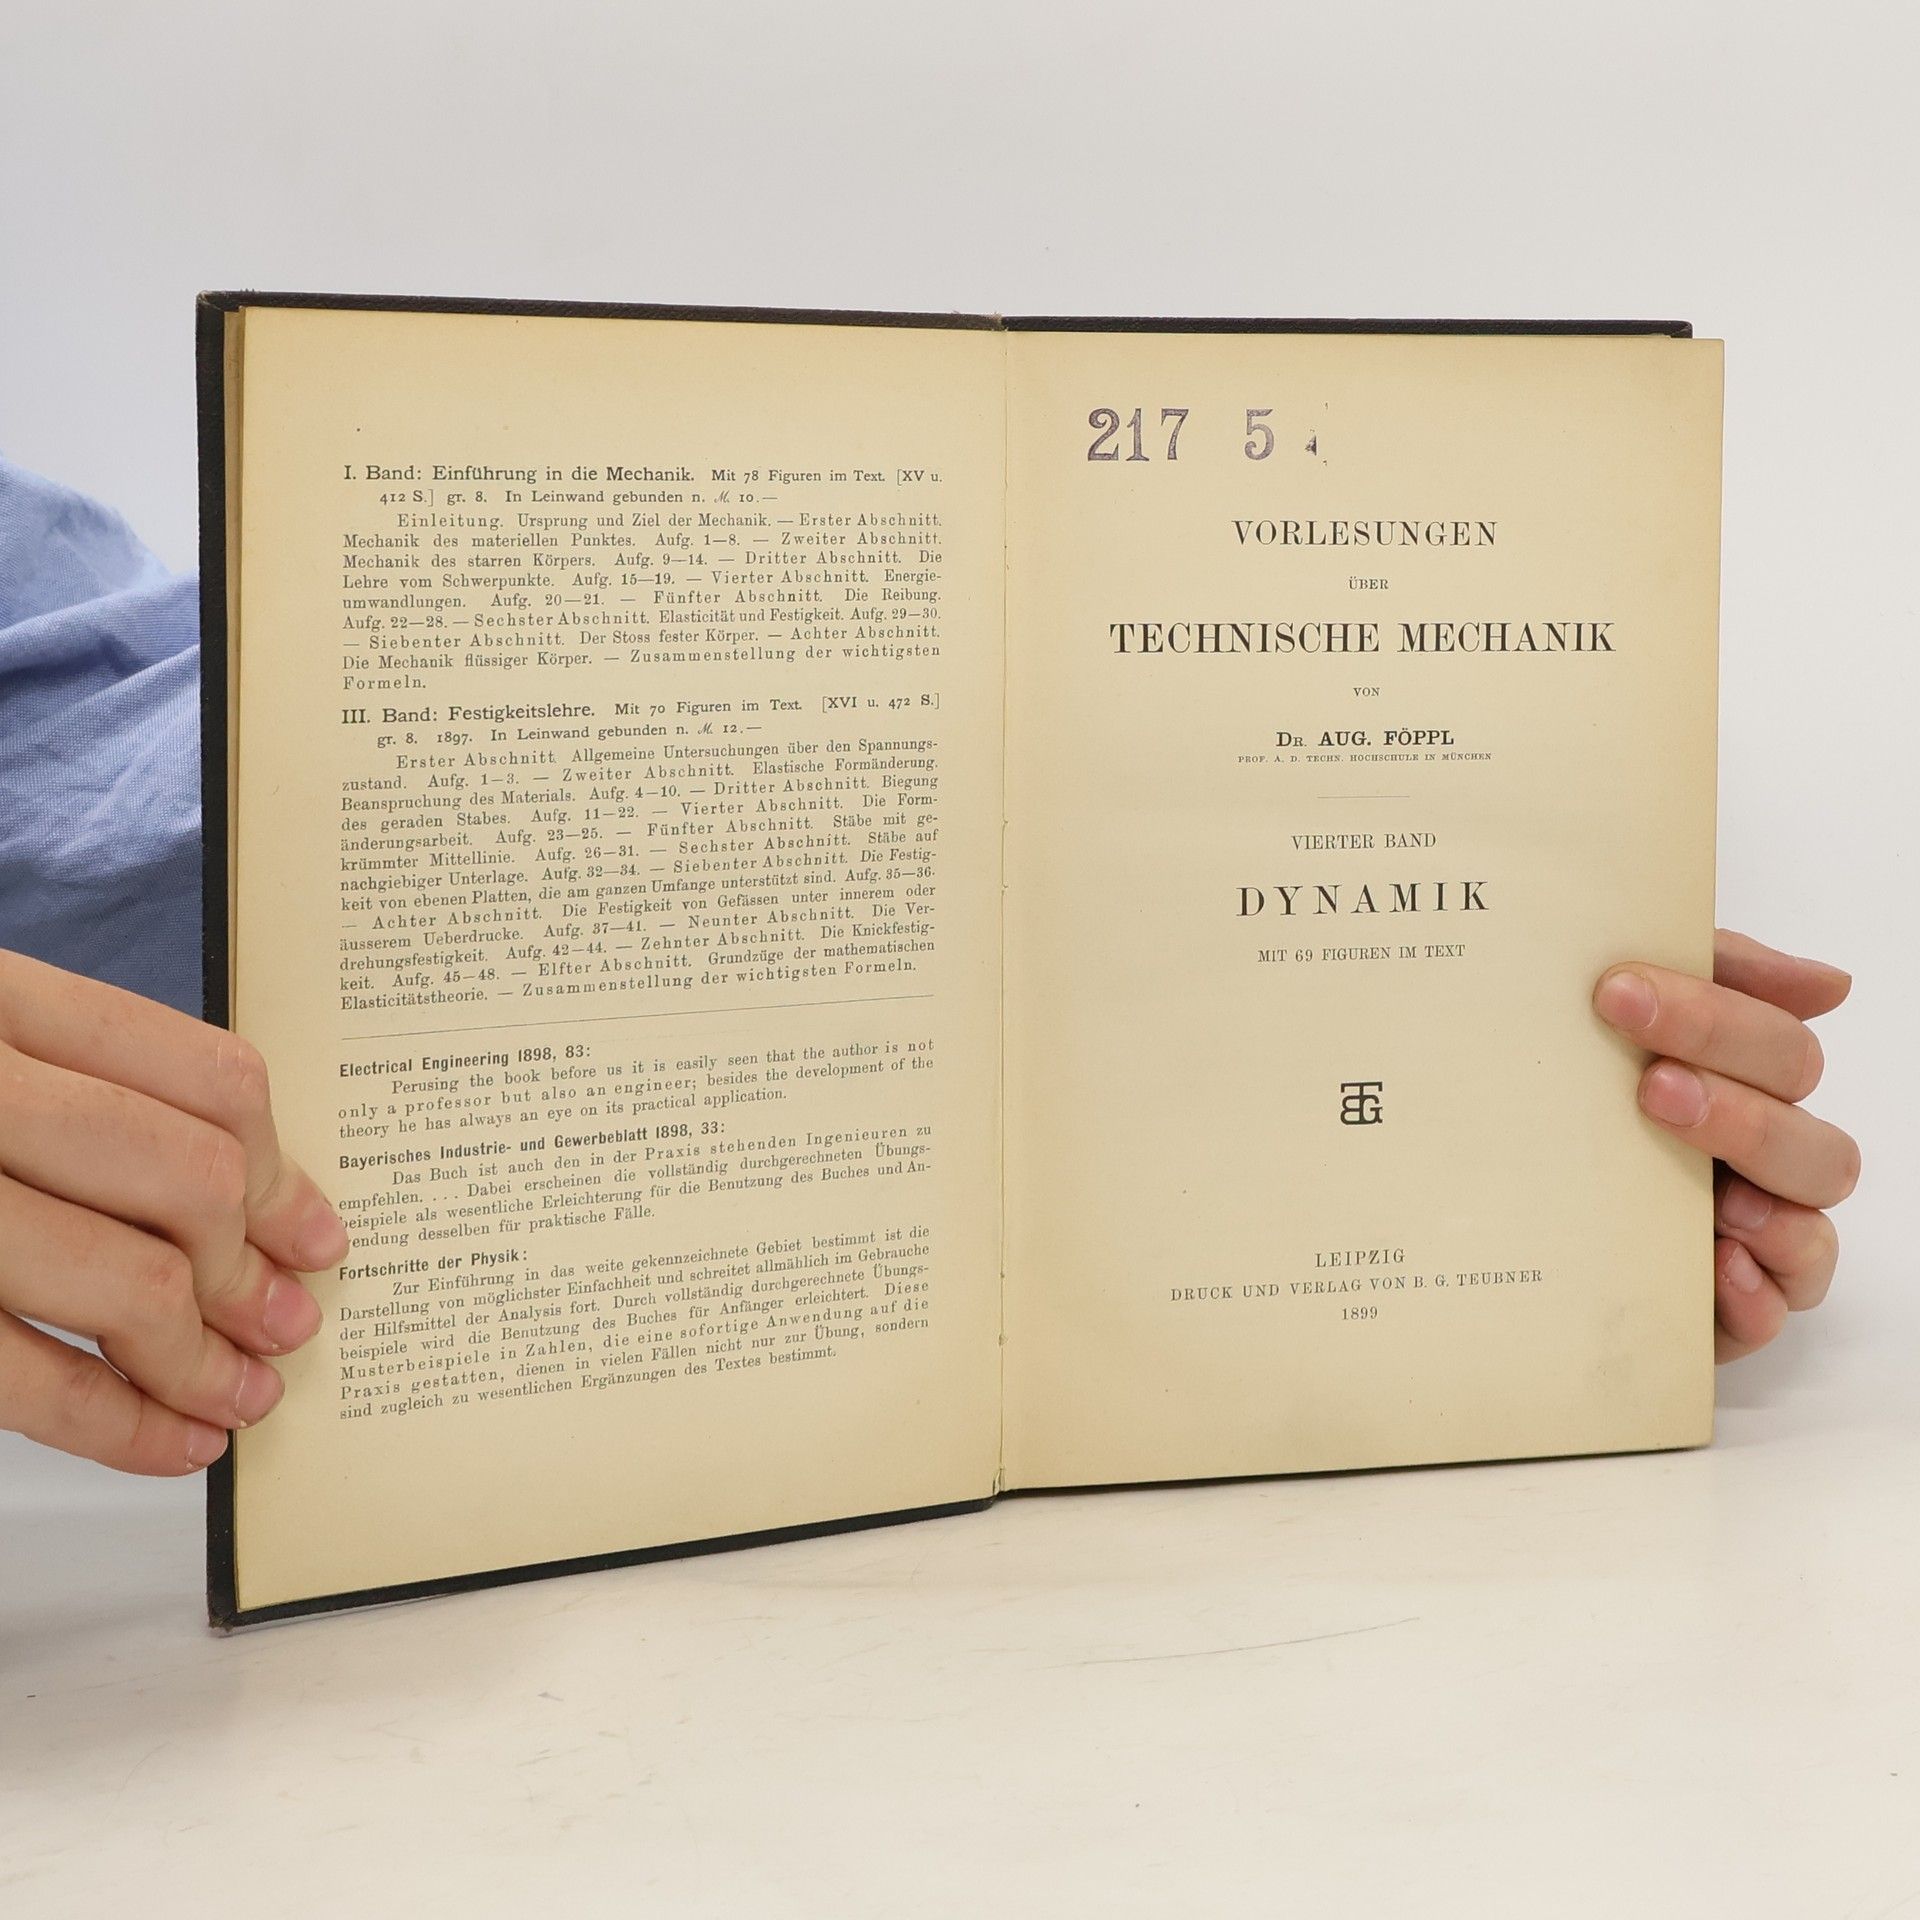 I. Band: Einführung in die Mechanik. Mit 78 Figuren im Text. [XV u.
412 S.] gr. 8. In Leinwand gebunden n. M. 10.—
Einleitung. Ursprung und Ziel der Mechanik. — Erster Abschnitt.
Mechanik des materiellen Punktes. Aufg. 1—8. — Zweiter Abschnitt.
Mechanik des starren Körpers. Aufg. 9—14. — Dritter Abschnitt. Die
Lehre vom Schwerpunkte. Aufg. 15—19. — Vierter Abschnitt. Energie-
umwandlungen. Aufg. 20—21. — Fünfter Abschnitt. Die Reibung.
Aufg. 22—28. — Sechster Abschnitt. Elasticität und Festigkeit. Aufg. 29—30.
— Siebenter Abschnitt. Der Stoss fester Körper. — Achter Abschnitt.
Die Mechanik flüssiger Körper. — Zusammenstellung der wichtigsten
Formeln.
III. Band: Festigkeitslehre. Mit 70 Figuren im Text. [XVI u. 472 S.]
gr. 8. 1897. In Leinwand gebunden n. M. 12.—
Erster Abschnitt. Allgemeine Untersuchungen über den Spannungs-
zustand. Aufg. 1—3. — Zweiter Abschnitt. Elastische Formänderung.
Beanspruchung des Materials. Aufg. 4—10. — Dritter Abschnitt. Biegung
des geraden Stabes. Aufg. 11—22. — Vierter Abschnitt. Die Form-
änderungsarbeit. Aufg. 23—25. — Fünfter Abschnitt. Stäbe mit ge-
krümmter Mittellinie. Aufg. 26—31. — Sechster Abschnitt. Stäbe auf
nachgiebiger Unterlage. Aufg. 32—34. — Siebenter Abschnitt. Die Festig-
keit von ebenen Platten, die am ganzen Umfange unterstützt sind. Aufg. 35—36.
— Achter Abschnitt. Die Festigkeit von Gefässen unter innerem oder
äusserem Ueberdrucke. Aufg. 37—41. — Neunter Abschnitt. Die Ver-
drehungsfestigkeit. Aufg. 42—44. — Zehnter Abschnitt. Die Knickfestig-
keit. Aufg. 45—48. — Elfter Abschnitt. Grundzüge der mathematischen
Elasticitätstheorie. — Zusammenstellung der wichtigsten Formeln.
Electrical Engineering 1898, 83:
Perusing the book before us it is easily seen that the author is not
only a professor but also an engineer; besides the development of the
theory he has always an eye on its practical application.
Bayerisches Industrie- und Gewerbeblatt 1898, 33:
Das Buch ist auch den in der Praxis stehenden Ingenieuren zu
empfehlen. . . . Dabei erscheinen die vollständig durchgerechneten Übungs-
beispiele als wesentliche Erleichterung für die Benutzung des Buches und An-
wendung desselben für praktische Fälle.
Fortschritte der Physik:
Zur Einführung in das weite gekennzeichnete Gebiet bestimmt ist die
Darstellung von möglichster Einfachheit und schreitet allmählich im Gebrauche
der Hilfsmittel der Analysis fort. Durch vollständig durchgerechnete Übungs-
beispiele wird die Benutzung des Buches für Anfänger erleichtert. Diese
Musterbeispiele in Zahlen, die eine sofortige Anwendung auf die
Praxis gestatten, dienen in vielen Fällen nicht nur zur Übung, sondern
sind zugleich zu wesentlichen Ergänzungen des Textes bestimmt.
217 5
VORLESUNGEN
ÜBER
TECHNISCHE MECHANIK
VON
DR. AUG. FÖPPL
PROF. A. D. TECHN. HOCHSCHULE IN MÜNCHEN
VIERTER BAND
DYNAMIK
MIT 69 FIGUREN IM TEXT
BTG
LEIPZIG
DRUCK UND VERLAG VON B. G. TEUBNER
1899